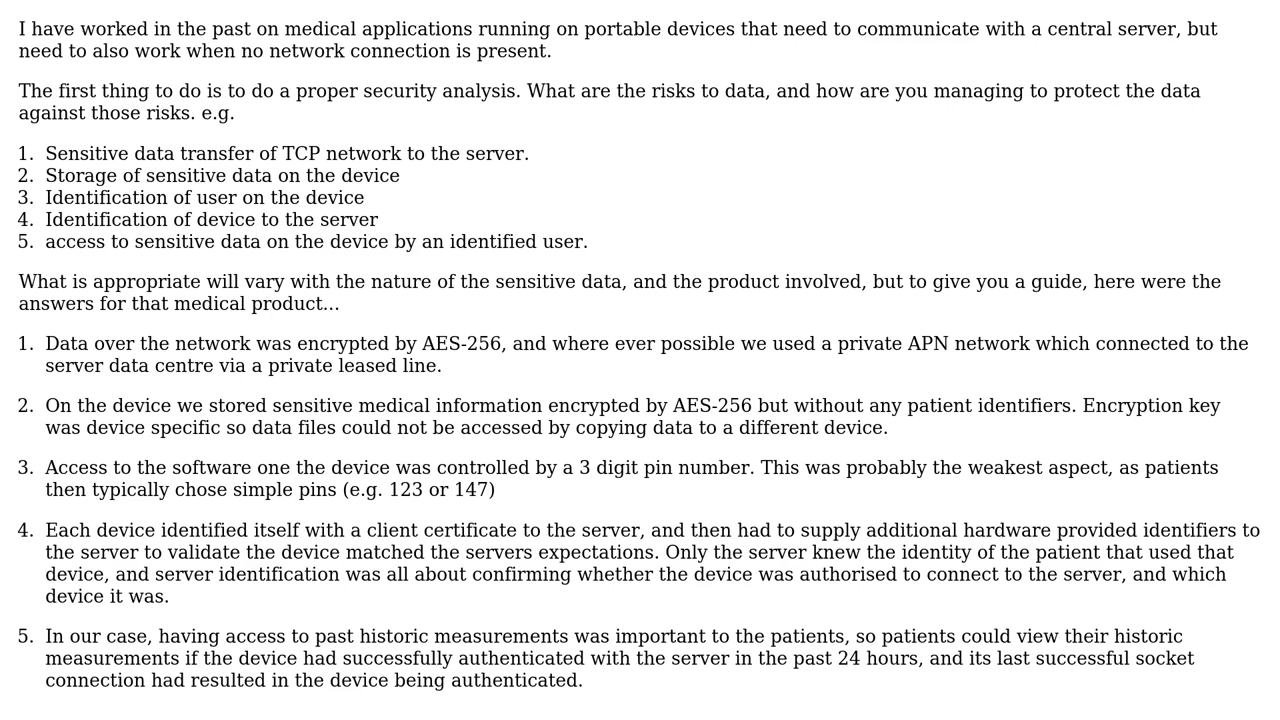 I have worked in the past on medical applications running on portable devices that need to communicate with a central server, but
need to also work when no network connection is present.
The first thing to do is to do a proper security analysis. What are the risks to data, and how are you managing to protect the data
against those risks. e.g.
1. Sensitive data transfer of TCP network to the server.
2. Storage of sensitive data on the device
3. Identification of user on the device
4. Identification of device to the server
5. access to sensitive data on the device by an identified user.
What is appropriate will vary with the nature of the sensitive data, and the product involved, but to give you a guide, here were the
answers for that medical product...
1. Data over the network was encrypted by AES-256, and where ever possible we used a private APN network which connected to the
server data centre via a private leased line.
2. On the device we stored sensitive medical information encrypted by AES-256 but without any patient identifiers. Encryption key
was device specific so data files could not be accessed by copying data to a different device.
3. Access to the software one the device was controlled by a 3 digit pin number. This was probably the weakest aspect, as patients
then typically chose simple pins (e.g. 123 or 147)
4. Each device identified itself with a client certificate to the server, and then had to supply additional hardware provided identifiers to
the server to validate the device matched the servers expectations. Only the server knew the identity of the patient that used that
device, and server identification was all about confirming whether the device was authorised to connect to the server, and which
device it was.
5. In our case, having access to past historic measurements was important to the patients, so patients could view their historic
measurements if the device had successfully authenticated with the server in the past 24 hours, and its last successful socket
connection had resulted in the device being authenticated.